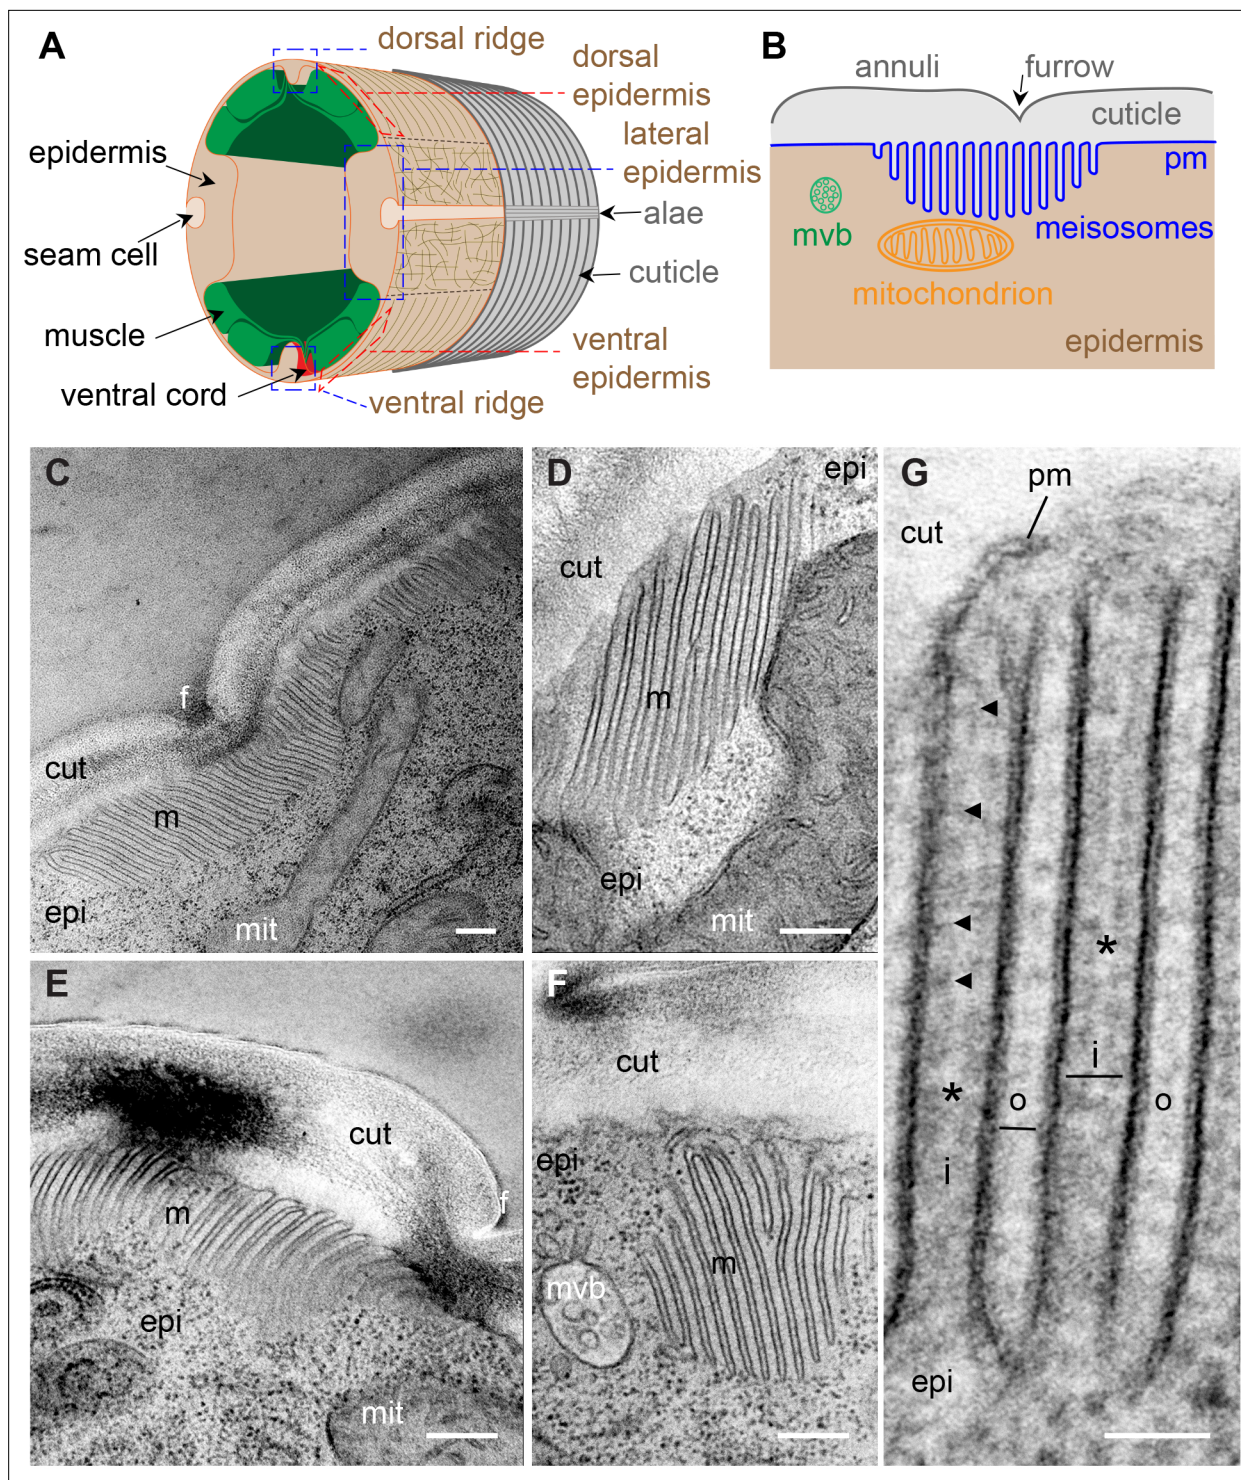 A
dorsal ridge
dorsal
epidermis
lateral
epidermis
epidermis
alae
seam cell
cuticle
muscle
ventral
epidermis
ventral cord
ventral ridge
B
annuli
furrow
cuticle
pm
mvb
meisosomes
mitochondrion
epidermis
C
f
cut
m
epi
mit
D
epi
cut
m
epi
mit
E
cut
f
m
epi
mit
F
cut
epi
m
mvb
G
pm
cut
*
i
*
o
o
i
epi